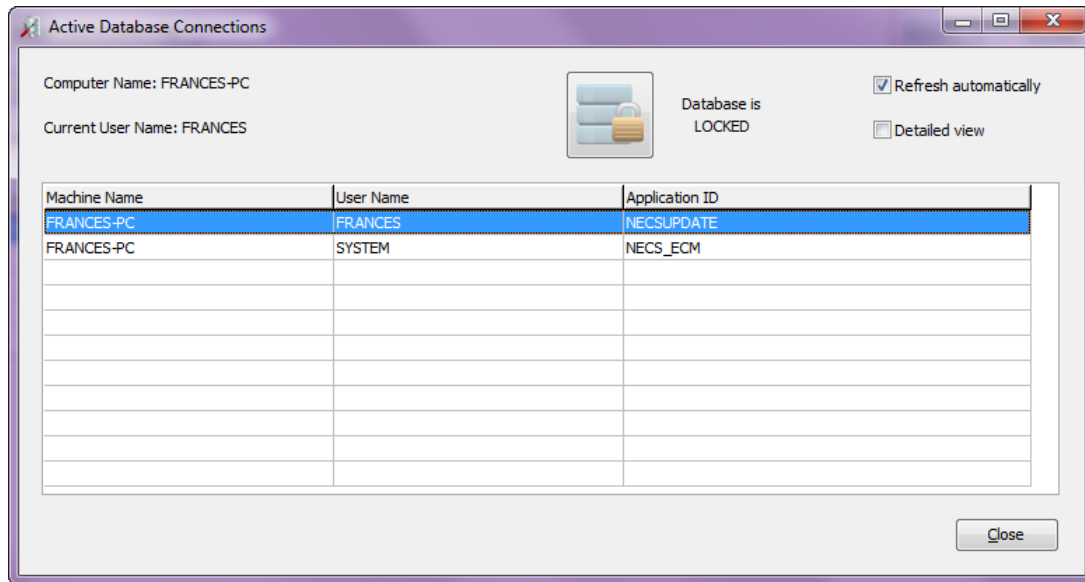 Active Database Connections
Computer Name: FRANCES-PC
Current User Name: FRANCES
Database is
LOCKED
Refresh automatically
Detailed view
Machine Name User Name Application ID
FRANCES-PC FRANCES NECSUPDATE
FRANCES-PC SYSTEM NECS_ECM
Close